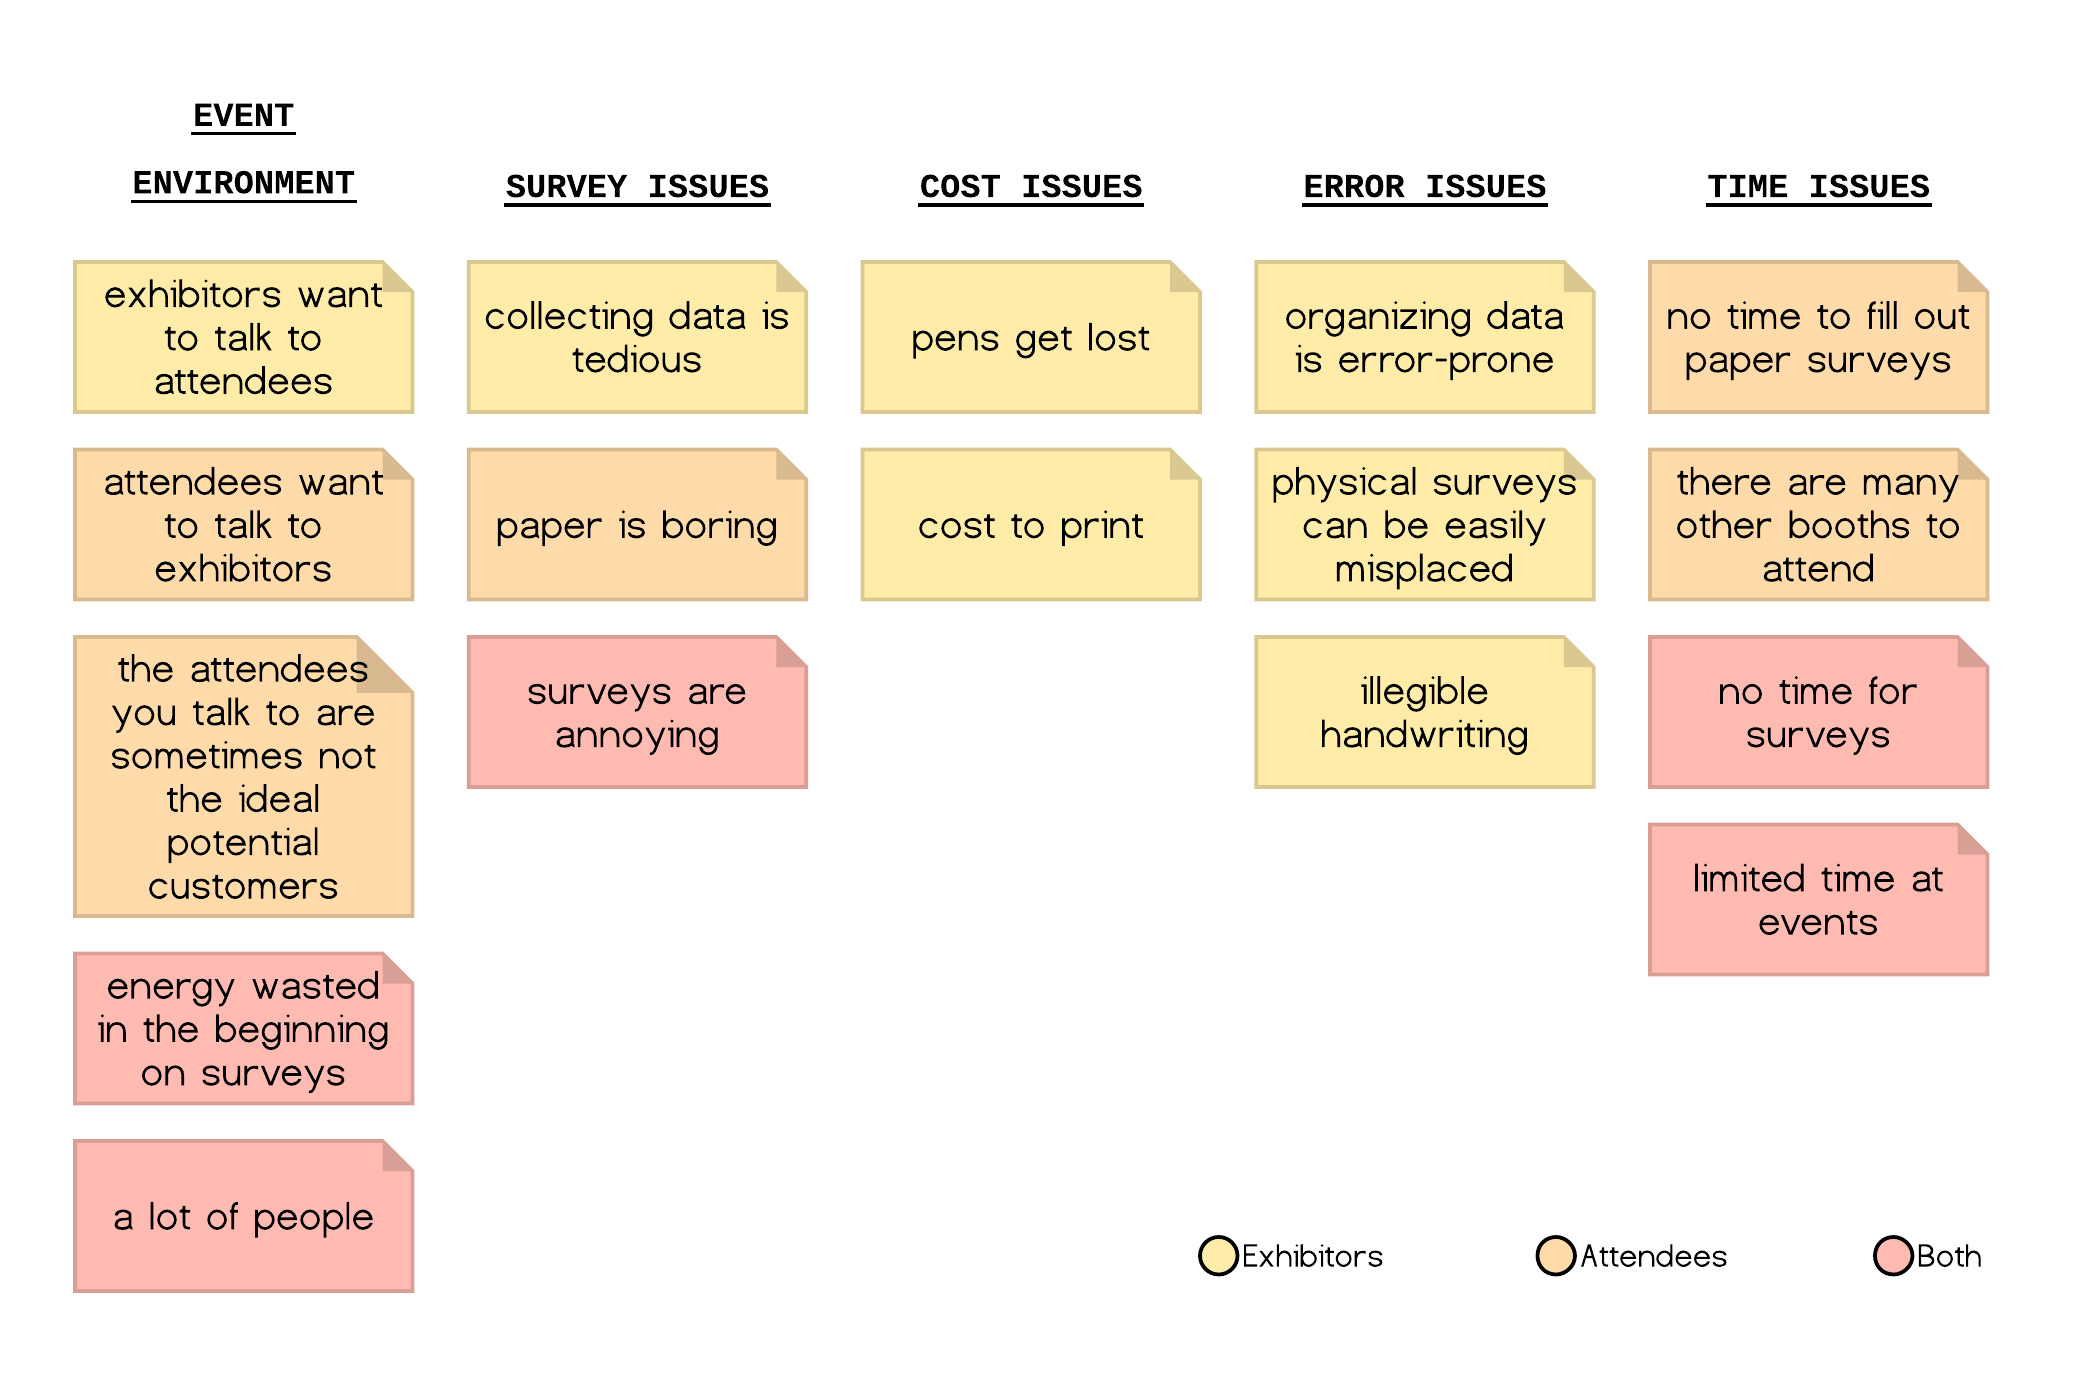 EVENT
ENVIRONMENT
exhibitors want
to talk to
attendees
attendees want
to talk to
exhibitors
the attendees
you talk to are
sometimes not
the ideal
potential
customers
energy wasted
in the beginning
on surveys
a lot of people
SURVEY ISSUES
collecting data is
tedious
paper is boring
surveys are
annoying
COST ISSUES
pens get lost
cost to print
ERROR ISSUES
organizing data
is error-prone
physical surveys
can be easily
misplaced
illegible
handwriting
TIME ISSUES
no time to fill out
paper surveys
there are many
other booths to
attend
no time for
surveys
limited time at
events
Exhibitors
Attendees
Both